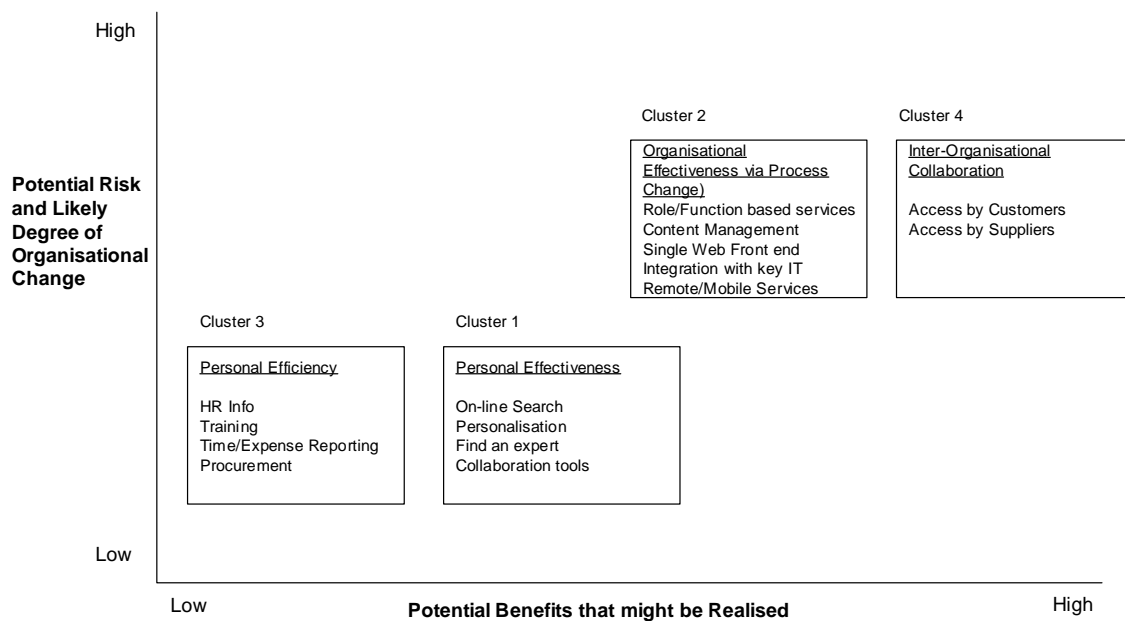 High
Cluster 2
Cluster 4
Organisational
Effectiveness via Process
Change)
Role/Function based services
Content Management
Single Web Front end
Integration with key IT
Remote/Mobile Services
Inter-Organisational
Collaboration
Access by Customers
Access by Suppliers
Potential Risk
and Likely
Degree of
Organisational
Change
Cluster 3
Cluster 1
Personal Efficiency
HR Info
Training
Time/Expense Reporting
Procurement
Personal Effectiveness
On-line Search
Personalisation
Find an expert
Collaboration tools
Low
Low
Potential Benefits that might be Realised
High